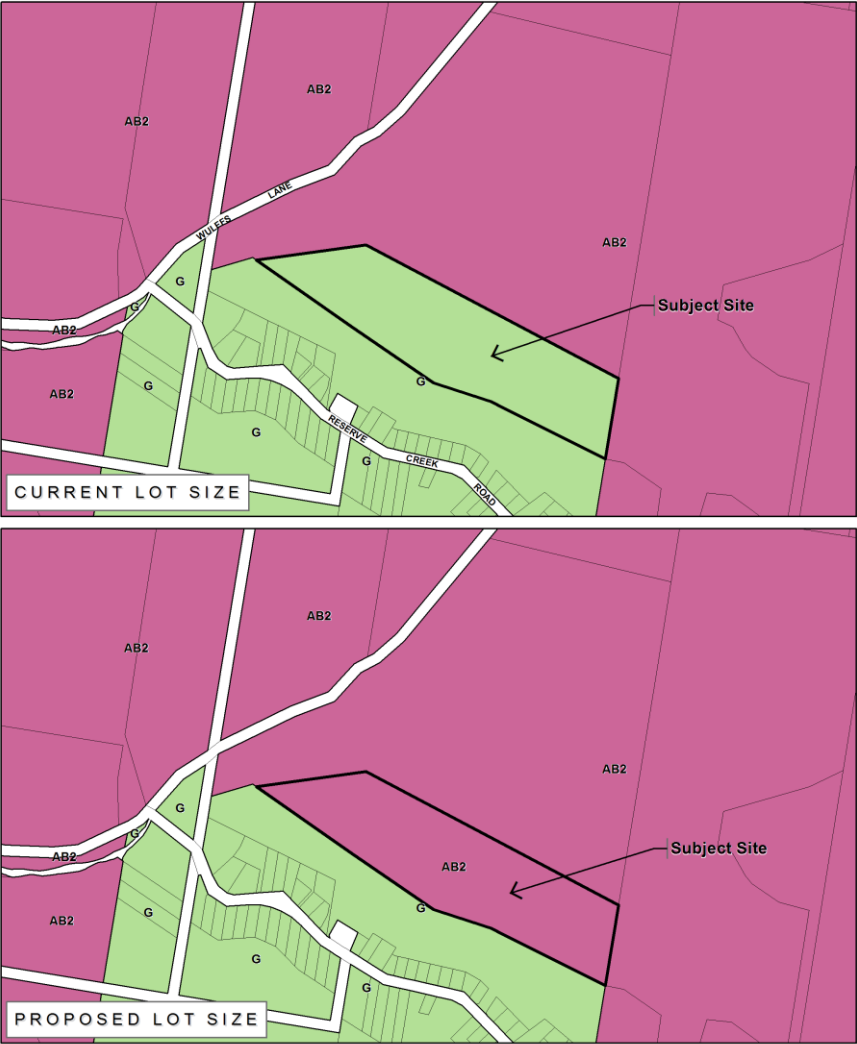 AB2
AB2
WULFFS LANE
AB2
G
G
Subject Site
AB2
G
G
AB2
G
RESERVE CREEK ROAD
G
CURRENT LOT SIZE
AB2
AB2
AB2
G
G
Subject Site
AB2
AB2
G
G
AB2
G
G
PROPOSED LOT SIZE